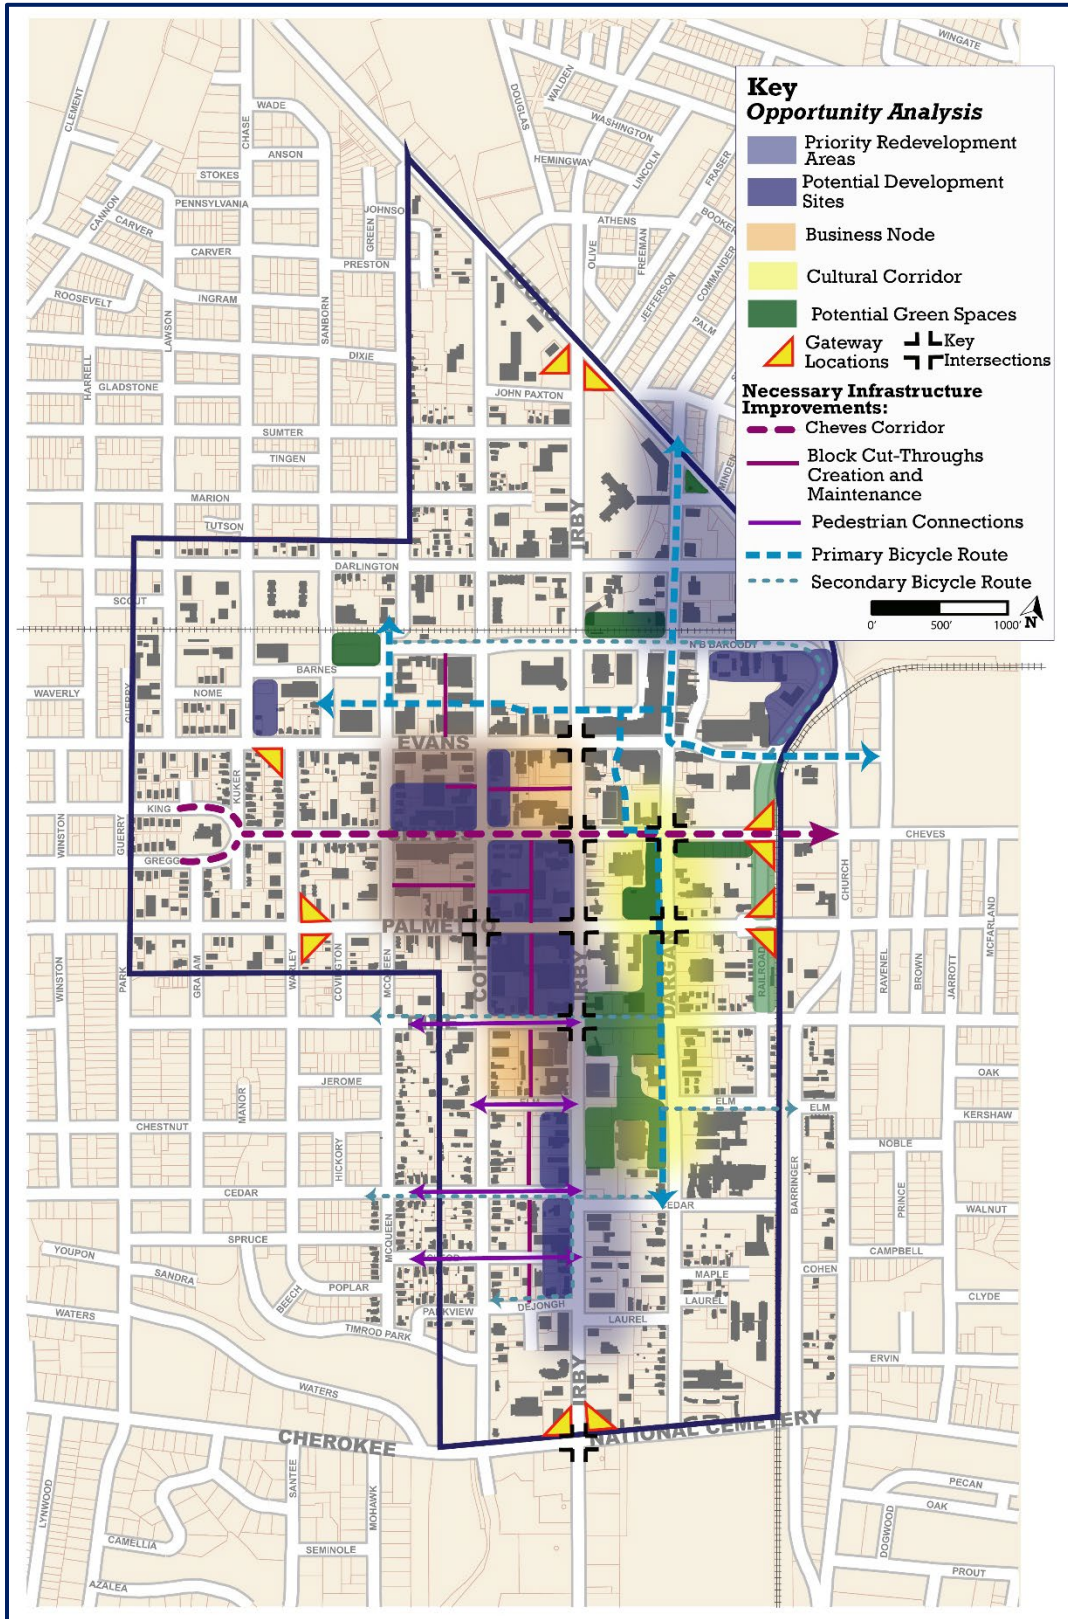 WINGATE
CLEMENT
DOUGLAS
WALDEN
WADE
CHASE
WASHINGTON
ANSON
HEMINGWAY
LINCOLN
FRASER
STOKES
CANNON
PENNSYLVANIA
JOHNSO
GREEN
ATHENS
BOOKER
CARVER
OLIVE
FREEMAN
CARVER
PRESTON
COMMANDER
JEFFERSON
ROOSEVELT
INGRAM
LUCAS
PALM
LAWSON
SANBORN
HARRELL
DIXIE
GLADSTONE
JOHN PAXTON
SUMTER
TINGEN
MINDEN
MARION
TUTSON
IRBY
DARLINGTON
SCOUT
N B BAROODY
BARNES
WAVERLY
GUERRY
NOME
EVANS
KUKER
KING
WINSTON
GUERRY
CHEVES
GREGG
CHURCH
PALMETTO
COIT
IRBY
DARGAN
RAILROAD
WINSTON
PARK
GRAHAM
WARLEY
COVINGTON
MCQUEEN
RAVENEL
BROWN
JARROTT
MCFARLAND
JEROME
MANOR
OAK
ELM
ELM
ELM
KERSHAW
CHESTNUT
HICKORY
NOBLE
CEDAR
EDAR
BARRINGER
PRINCE
WALNUT
SPRUCE
MCQUEEN
YOUPON
CAMPBELL
SANDRA
BEECH
POPLAR
MAPLE
COHEN
WATERS
PARKVIEW
DEJONGH
LAUREL
CLYDE
TIMROD PARK
LAUREL
WATERS
IRBY
ERVIN
CHEROKEE
NATIONAL CEMETERY
LYNWOOD
SANTEE
MOHAWK
PECAN
OAK
DOGWOOD
CAMELLIA
SEMINOLE
PROUT
AZALEA
Key
Opportunity Analysis
Priority Redevelopment
Areas
Potential Development
Sites
Business Node
Cultural Corridor
Potential Green Spaces
Gateway
Locations
Key
Intersections
Necessary Infrastructure
Improvements:
Cheves Corridor
Block Cut-Throughs
Creation and
Maintenance
Pedestrian Connections
Primary Bicycle Route
Secondary Bicycle Route
0' 500' 1000'
N